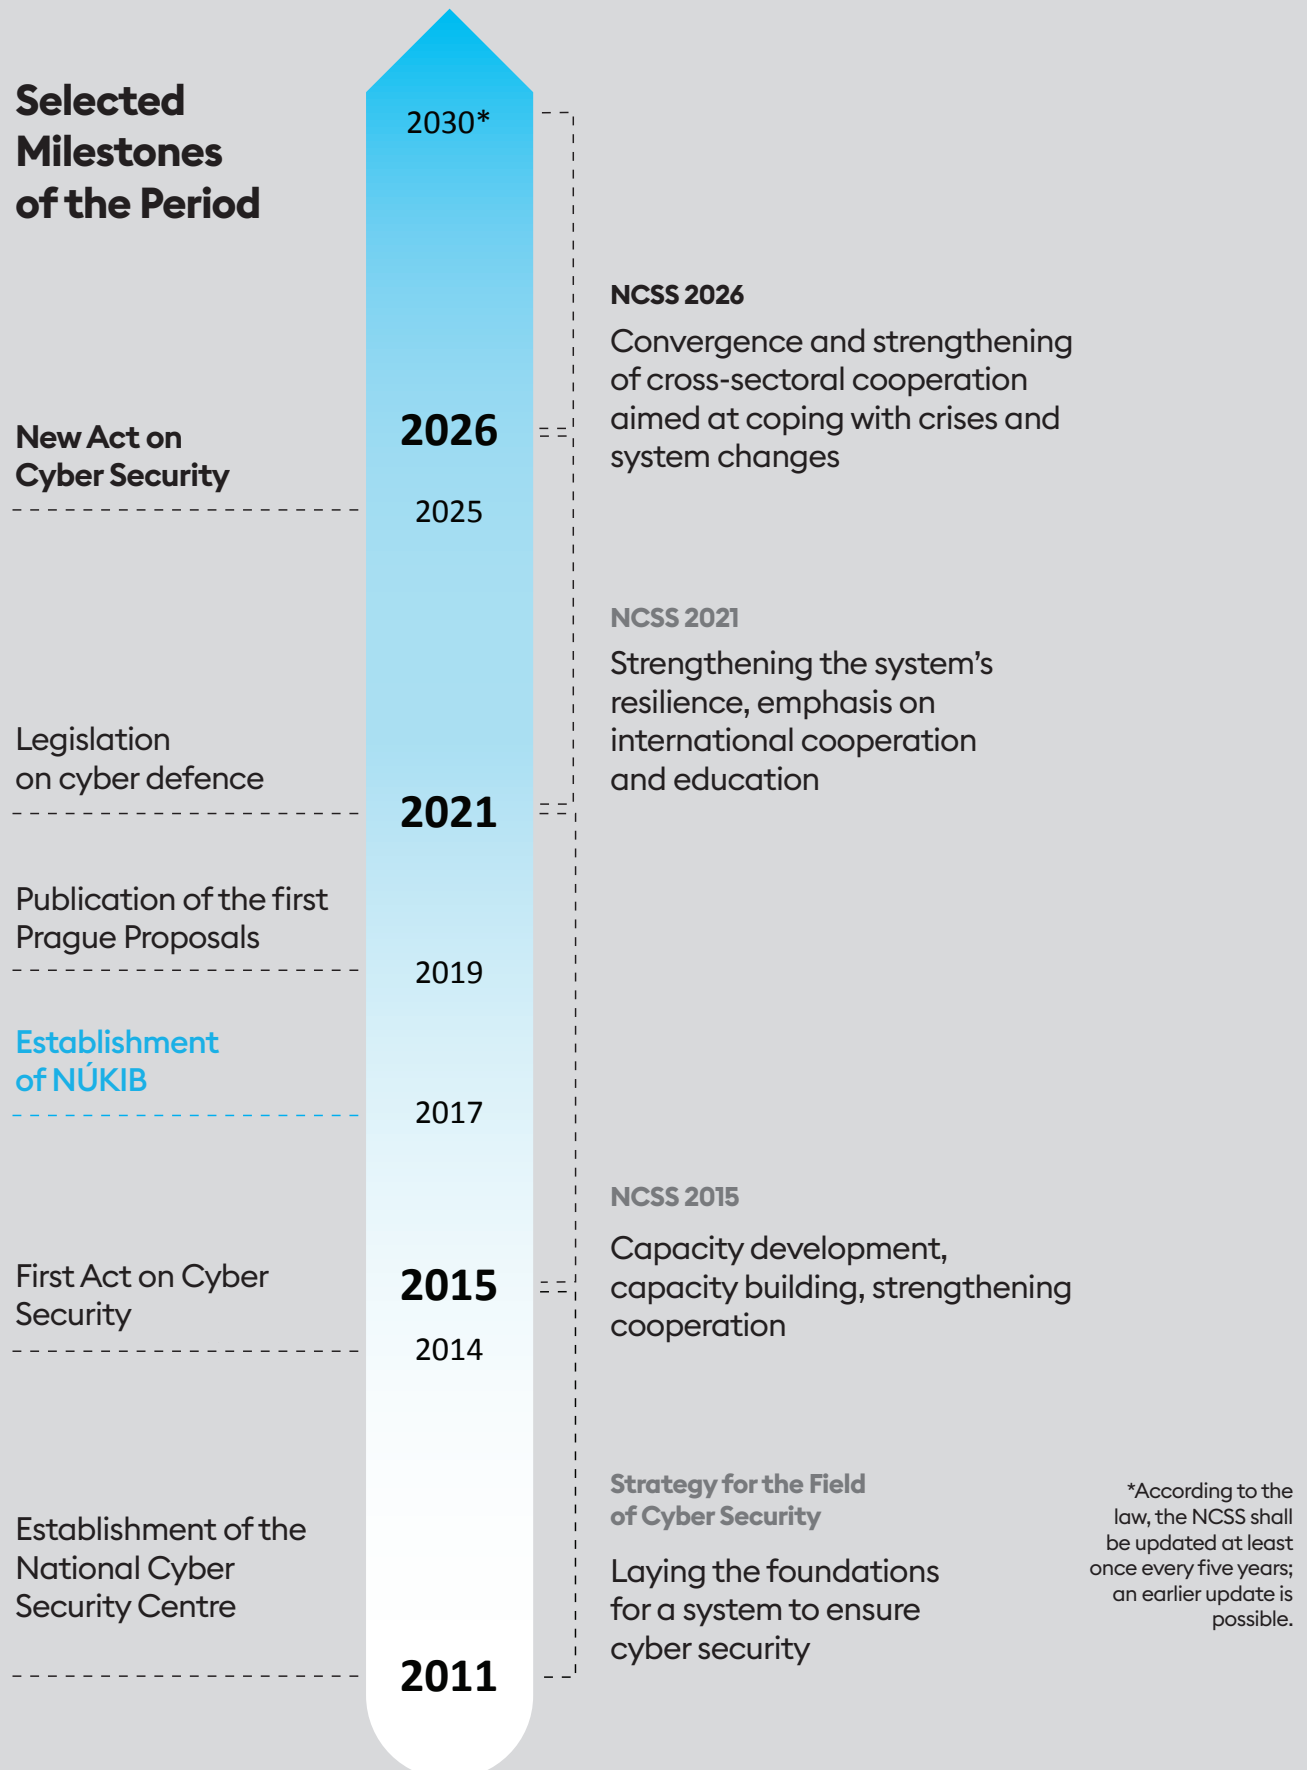 Selected
Milestones
of the Period
2030*
NCSS 2026
Convergence and strengthening
of cross-sectoral cooperation
aimed at coping with crises and
system changes
2026
New Act on
Cyber Security
2025
NCSS 2021
Strengthening the system’s
resilience, emphasis on
international cooperation
and education
Legislation
on cyber defence
2021
Publication of the first
Prague Proposals
2019
Establishment
of NÚKIB
2017
NCSS 2015
Capacity development,
capacity building, strengthening
cooperation
First Act on Cyber
Security
2015
2014
Strategy for the Field
of Cyber Security
Laying the foundations
for a system to ensure
cyber security
Establishment of the
National Cyber
Security Centre
2011
*According to the
law, the NCSS shall
be updated at least
once every five years;
an earlier update is
possible.